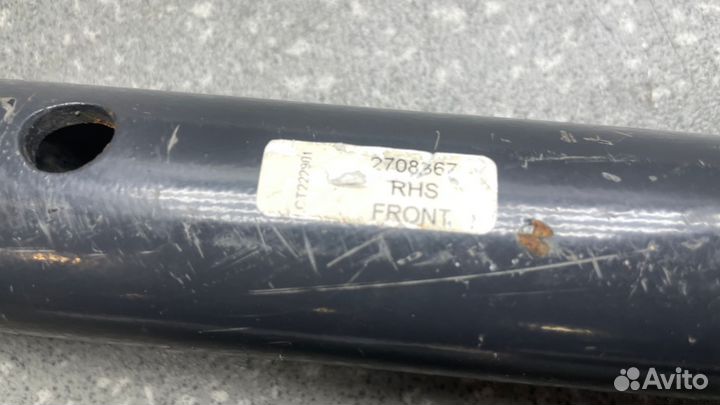 2708367
RHS
FRONT.
Avito